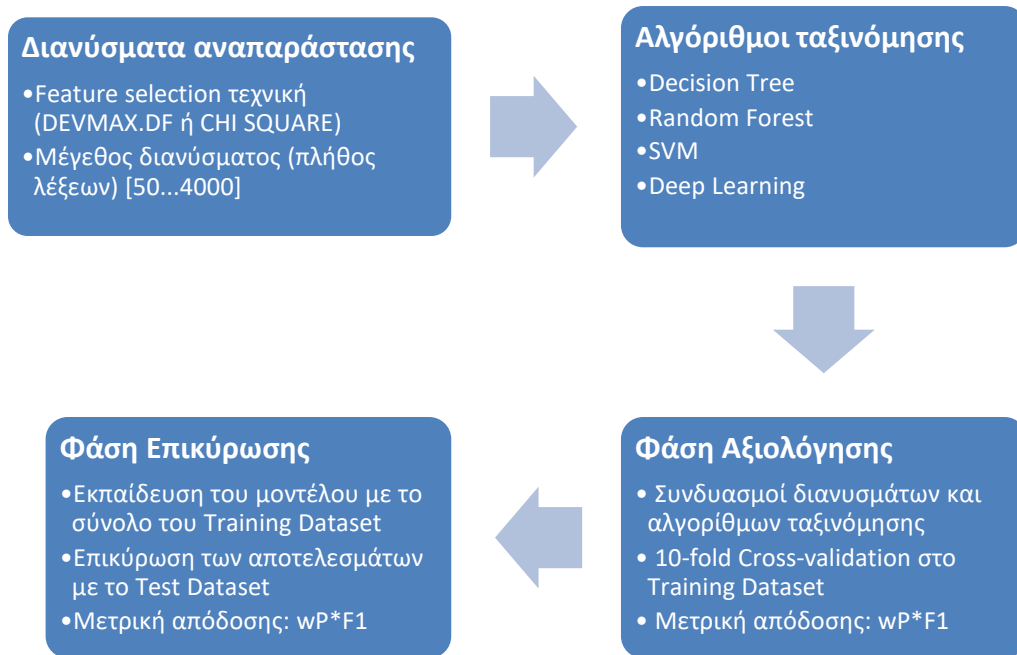 Διανύσματα αναπαράστασης
•Feature selection τεχνική
(DEVMAX.DF ή CHI SQUARE)
•Μέγεθος διανύσματος (πλήθος
λέξεων) [50...4000]
Αλγόριθμοι ταξινόμησης
•Decision Tree
•Random Forest
•SVM
•Deep Learning
Φάση Αξιολόγησης
• Συνδυασμοί διανυσμάτων και
αλγορίθμων ταξινόμησης
• 10-fold Cross-validation στο
Training Dataset
• Μετρική απόδοσης: wP*F1
Φάση Επικύρωσης
•Εκπαίδευση του μοντέλου με το
σύνολο του Training Dataset
•Επικύρωση των αποτελεσμάτων
με το Test Dataset
•Μετρική απόδοσης: wP*F1